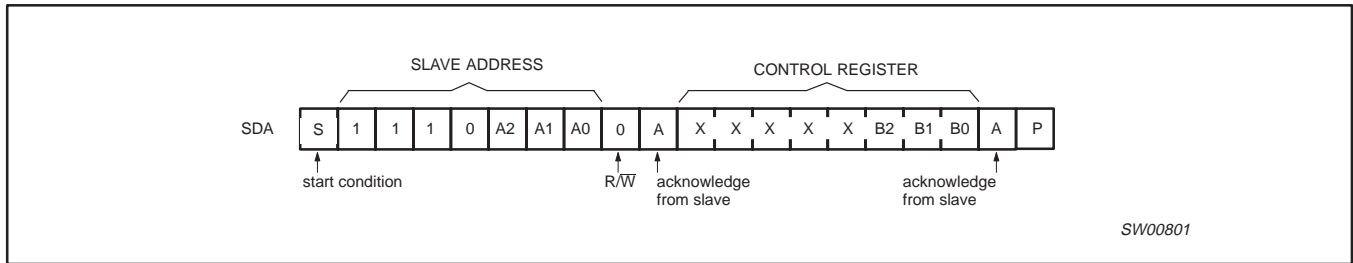 SLAVE ADDRESS CONTROL REGISTER
SDA S 1 1 1 0 A2 A1 A0 0 A X X X X X B2 B1 B0 A P
start condition R/W̅ acknowledge from slave acknowledge from slave
SW00801